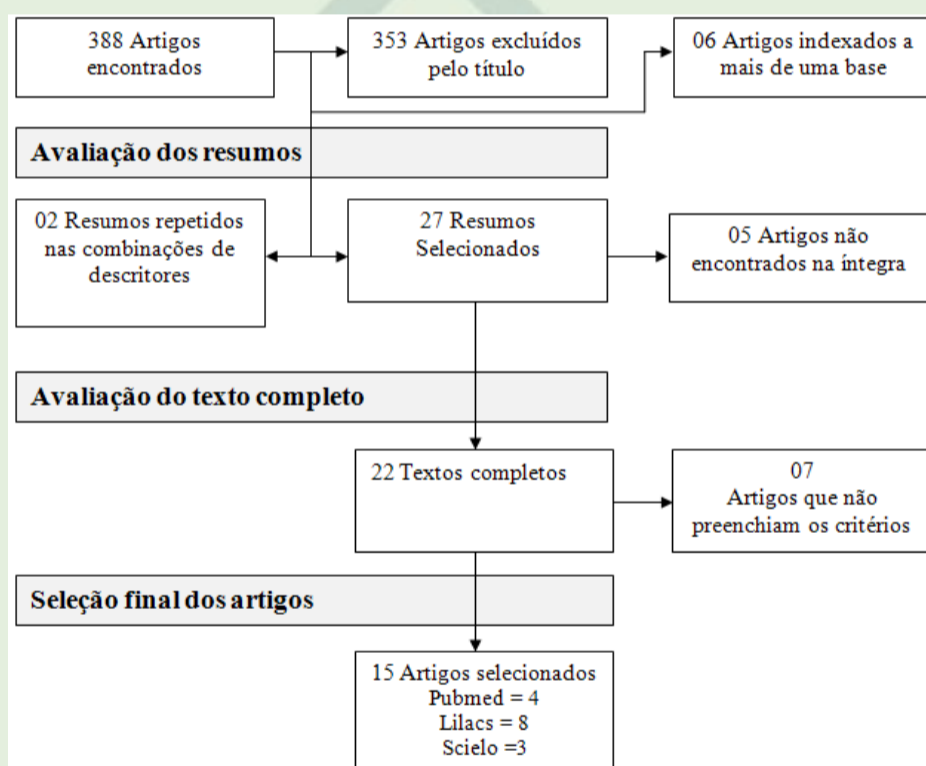 388 Artigos
encontrados
353 Artigos excluídos
pelo título
06 Artigos indexados a
mais de uma base
Avaliação dos resumos
02 Resumos repetidos
nas combinações de
descritores
27 Resumos
Selecionados
05 Artigos não
encontrados na íntegra
Avaliação do texto completo
22 Textos completos
07
Artigos que não
preenchiam os critérios
Seleção final dos artigos
15 Artigos selecionados
Pubmed = 4
Lilacs = 8
Scielo =3